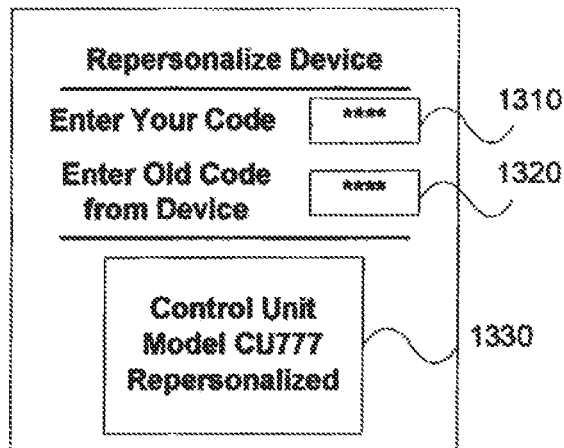 Repersonalize Device
Enter Your Code **** 1310
Enter Old Code
from Device **** 1320
Control Unit
Model CU777
Repersonalized 1330